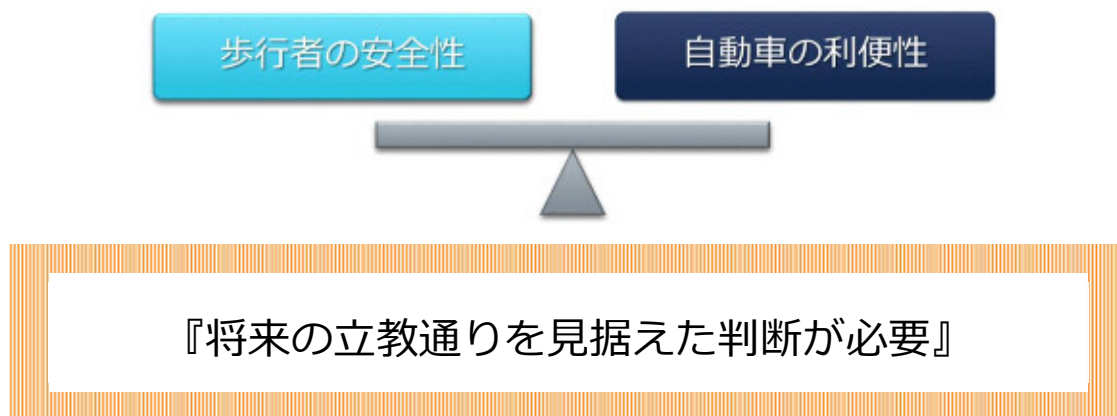 歩行者の安全性
自動車の利便性
『将来の立教通りを見据えた判断が必要』